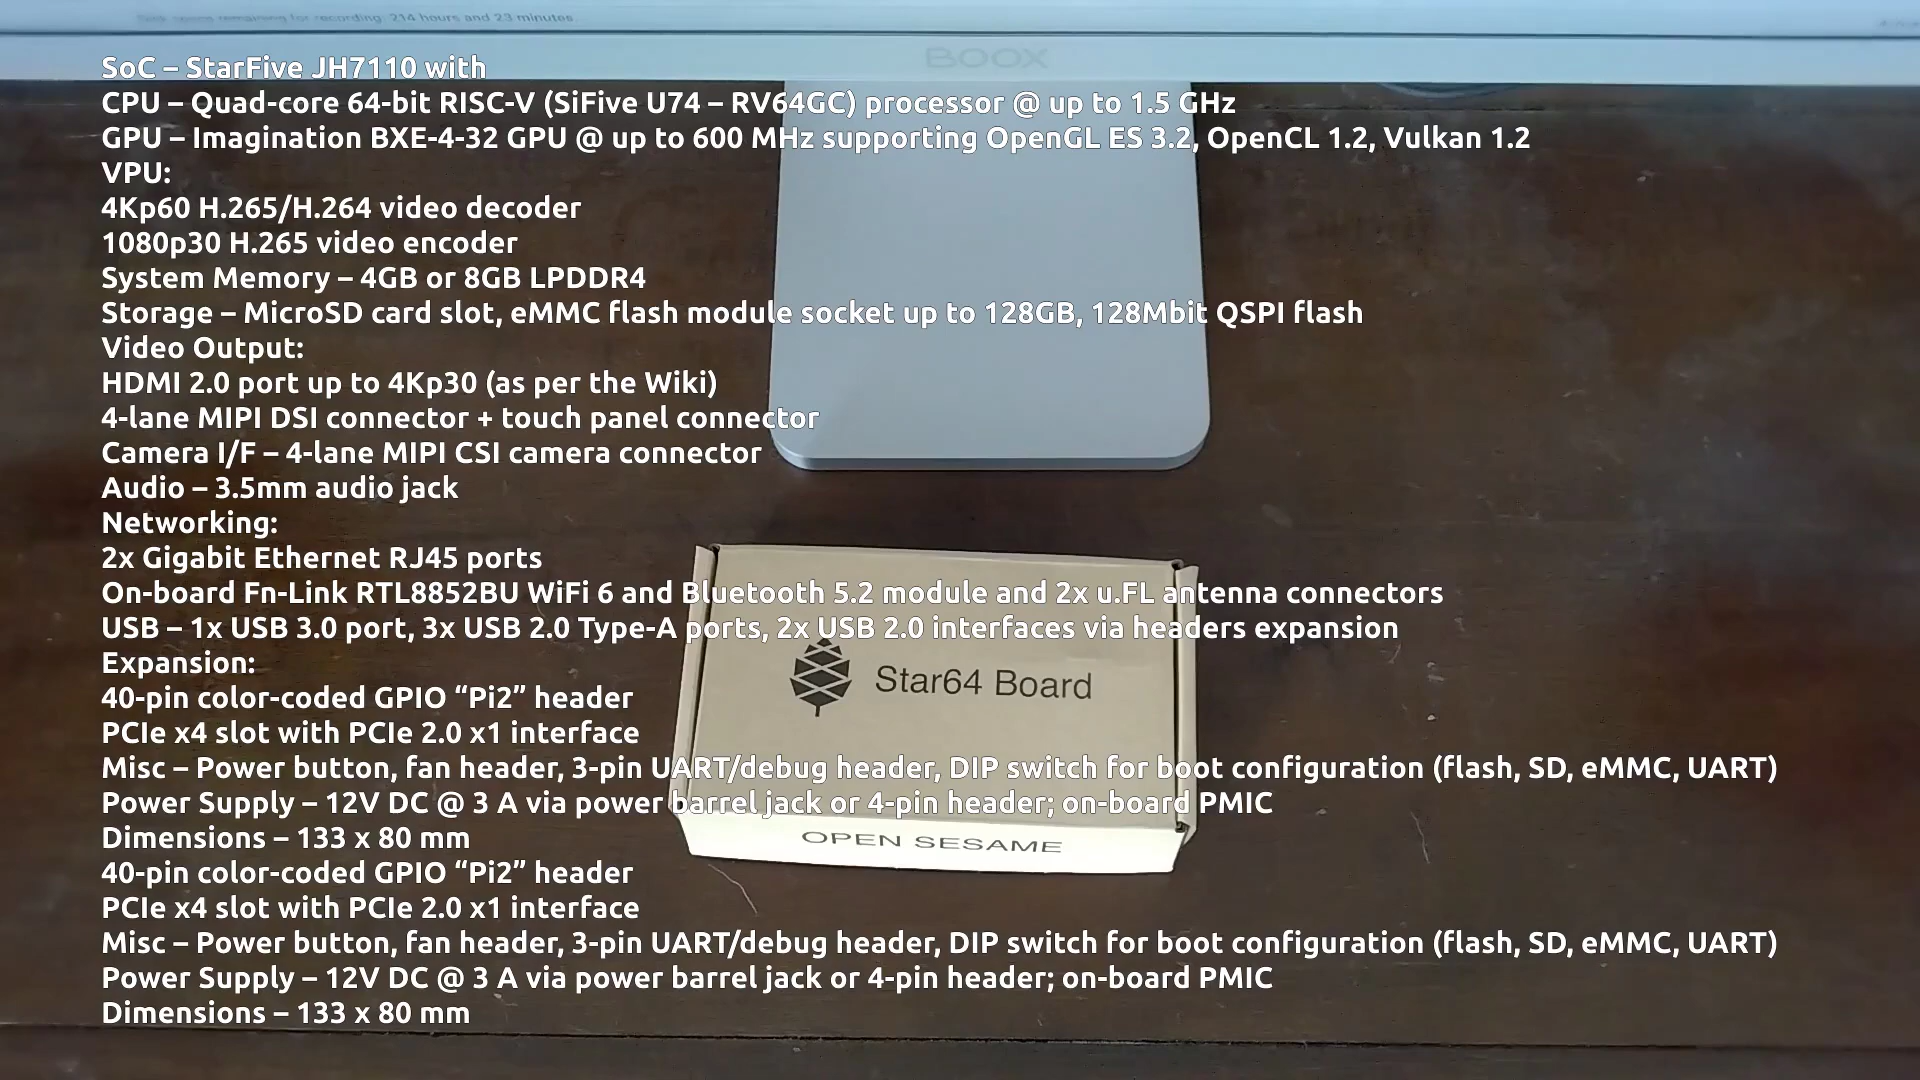 Disk space remaining for recording: 214 hours and 23 minutes.
BOOX
SoC – StarFive JH7110 with
CPU – Quad-core 64-bit RISC-V (SiFive U74 – RV64GC) processor @ up to 1.5 GHz
GPU – Imagination BXE-4-32 GPU @ up to 600 MHz supporting OpenGL ES 3.2, OpenCL 1.2, Vulkan 1.2
VPU:
4Kp60 H.265/H.264 video decoder
1080p30 H.265 video encoder
System Memory – 4GB or 8GB LPDDR4
Storage – MicroSD card slot, eMMC flash module socket up to 128GB, 128Mbit QSPI flash
Video Output:
HDMI 2.0 port up to 4Kp30 (as per the Wiki)
4-lane MIPI DSI connector + touch panel connector
Camera I/F – 4-lane MIPI CSI camera connector
Audio – 3.5mm audio jack
Networking:
2x Gigabit Ethernet RJ45 ports
On-board Fn-Link RTL8852BU WiFi 6 and Bluetooth 5.2 module and 2x u.FL antenna connectors
USB – 1x USB 3.0 port, 3x USB 2.0 Type-A ports, 2x USB 2.0 interfaces via headers expansion
Expansion:
40-pin color-coded GPIO “Pi2” header
PCIe x4 slot with PCIe 2.0 x1 interface
Misc – Power button, fan header, 3-pin UART/debug header, DIP switch for boot configuration (flash, SD, eMMC, UART)
Power Supply – 12V DC @ 3 A via power barrel jack or 4-pin header; on-board PMIC
Dimensions – 133 x 80 mm
40-pin color-coded GPIO “Pi2” header
PCIe x4 slot with PCIe 2.0 x1 interface
Misc – Power button, fan header, 3-pin UART/debug header, DIP switch for boot configuration (flash, SD, eMMC, UART)
Power Supply – 12V DC @ 3 A via power barrel jack or 4-pin header; on-board PMIC
Dimensions – 133 x 80 mm
Star64 Board
OPEN SESAME